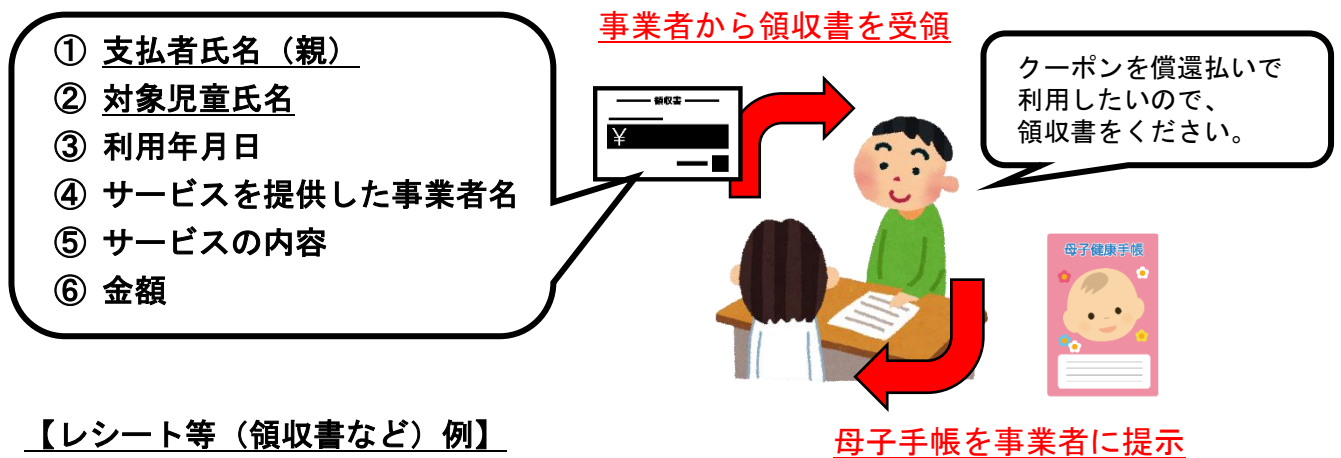 ① 支払者氏名（親）
② 対象児童氏名
③ 利用年月日
④ サービスを提供した事業者名
⑤ サービスの内容
⑥ 金額
事業者から領収書を受領
領収書
￥
クーポンを償還払いで
利用したいので、
領収書をください。
母子健康手帳
【レシート等（領収書など）例】
母子手帳を事業者に提示